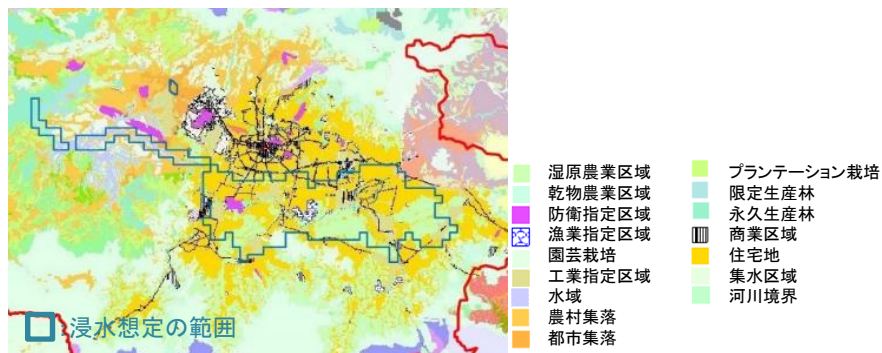 浸水想定の範囲
湿原農業区域
乾物農業区域
防衛指定区域
漁業指定区域
園芸栽培
工業指定区域
水域
農村集落
都市集落
プランテーション栽培
限定生産林
永久生産林
商業区域
住宅地
集水区域
河川境界